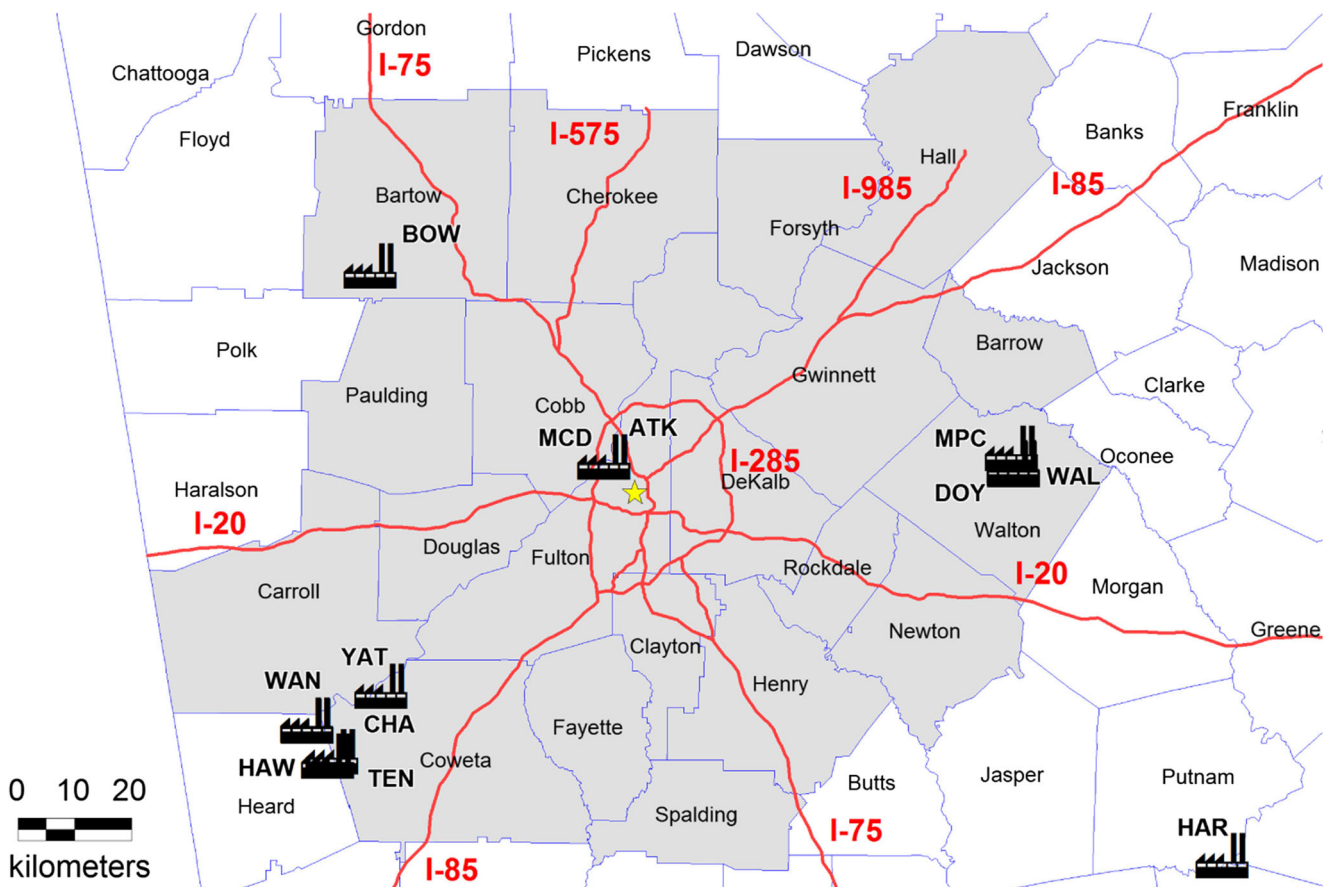 Gordon
Pickens
Dawson
I-75
Chattooga
Franklin
I-575
Banks
Floyd
Hall
I-985
I-85
Bartow
Cherokee
Forsyth
BOW
Jackson
Madison
Polk
Barrow
Gwinnett
Clarke
Paulding
Cobb
ATK
MCD
MPC
Oconee
I-285
WAL
DeKalb
DOY
Haralson
I-20
Walton
Douglas
Fulton
Rockdale
I-20
Morgan
Carroll
Greene
Newton
Clayton
YAT
WAN
Henry
CHA
Fayette
Coweta
HAW
TEN
Jasper
Putnam
Butts
0 10 20
Heard
Spalding
I-75
HAR
kilometers
I-85